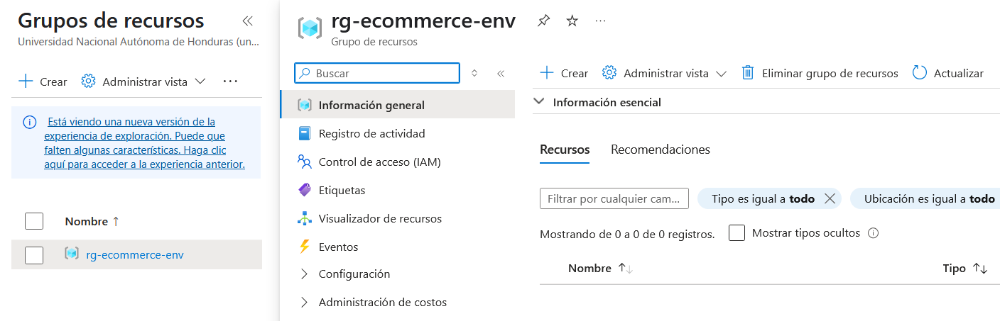 Grupos de recursos
Universidad Nacional Autónoma de Honduras (un...
Crear
Administrar vista
Está viendo una nueva versión de la
experiencia de exploración. Puede que
falten algunas características. Haga clic
aquí para acceder a la experiencia anterior.
Nombre ↑
rg-ecommerce-env
rg-ecommerce-env
Grupo de recursos
Buscar
Información general
Registro de actividad
Control de acceso (IAM)
Etiquetas
Visualizador de recursos
Eventos
Configuración
Administración de costos
Crear
Administrar vista
Eliminar grupo de recursos
Actualizar
Información esencial
Recursos
Recomendaciones
Filtrar por cualquier cam...
Tipo es igual a todo
Ubicación es igual a todo
Mostrando de 0 a 0 de 0 registros.
Mostrar tipos ocultos
Nombre ↑↓
Tipo ↑↓